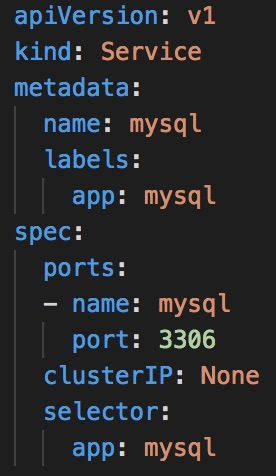 apiVersion: v1
kind: Service
metadata:
  name: mysql
  labels:
    app: mysql
spec:
  ports:
  - name: mysql
    port: 3306
  clusterIP: None
  selector:
    app: mysql